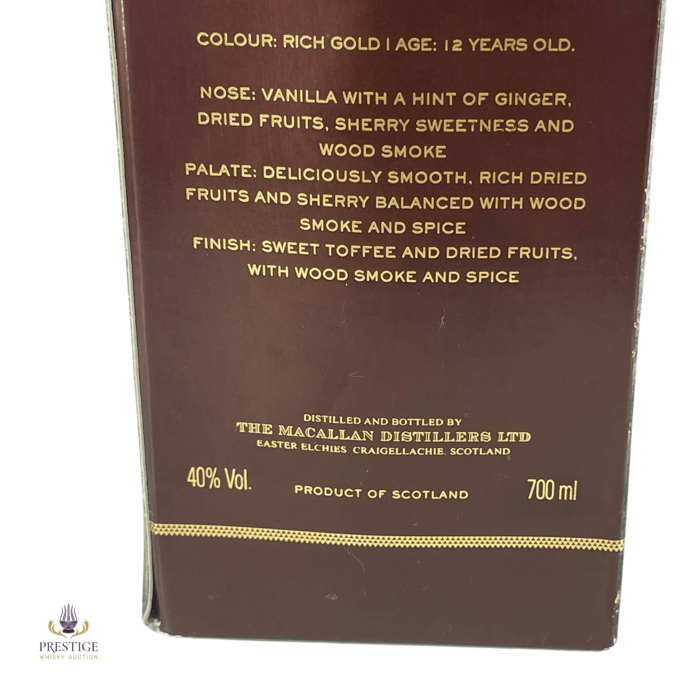 COLOUR: RICH GOLD | AGE: 12 YEARS OLD.
NOSE: VANILLA WITH A HINT OF GINGER,
DRIED FRUITS, SHERRY SWEETNESS AND
WOOD SMOKE
PALATE: DELICIOUSLY SMOOTH, RICH DRIED
FRUITS AND SHERRY BALANCED WITH WOOD
SMOKE AND SPICE
FINISH: SWEET TOFFEE AND DRIED FRUITS,
WITH WOOD SMOKE AND SPICE
DISTILLED AND BOTTLED BY
THE MACALLAN DISTILLERS LTD
EASTER ELCHIES CRAIGELLACHIE. SCOTLAND
40% Vol. PRODUCT OF SCOTLAND 700 ml
PRESTIGE
WHISKY AUCTION